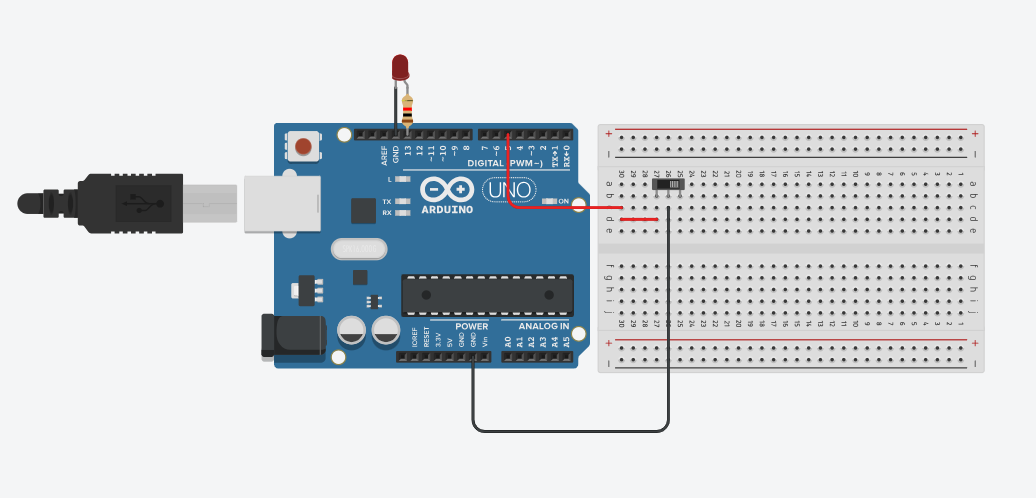 AREF
GND
13
12
~11
~10
~9
8
7
~6
5
4
~3
2
TX→1
RX←0
DIGITAL (PWM~)
L
TX
RX
ARDUINO
UNO
ON
POWER
ANALOG IN
IOREF
RESET
3.3V
5V
GND
GND
Vin
A0
A1
A2
A3
A4
A5
+ +
- -
30 29 28 27 26 25 24 23 22 21 20 19 18 17 16 15 14 13 12 11 10 9 8 7 6 5 4 3 2 1
a a
b b
c c
d d
e e
f f
g g
h h
i i
j j
30 29 28 27 26 25 24 23 22 21 20 19 18 17 16 15 14 13 12 11 10 9 8 7 6 5 4 3 2 1
+ +
- -